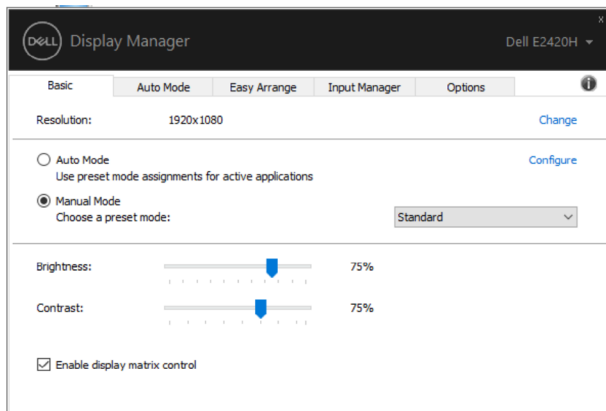 DELL Display Manager Dell E2420H
x
Basic Auto Mode Easy Arrange Input Manager Options i
Resolution: 1920x1080 Change
Auto Mode Configure
Use preset mode assignments for active applications
Manual Mode
Choose a preset mode: Standard
Brightness: 75%
Contrast: 75%
Enable display matrix control